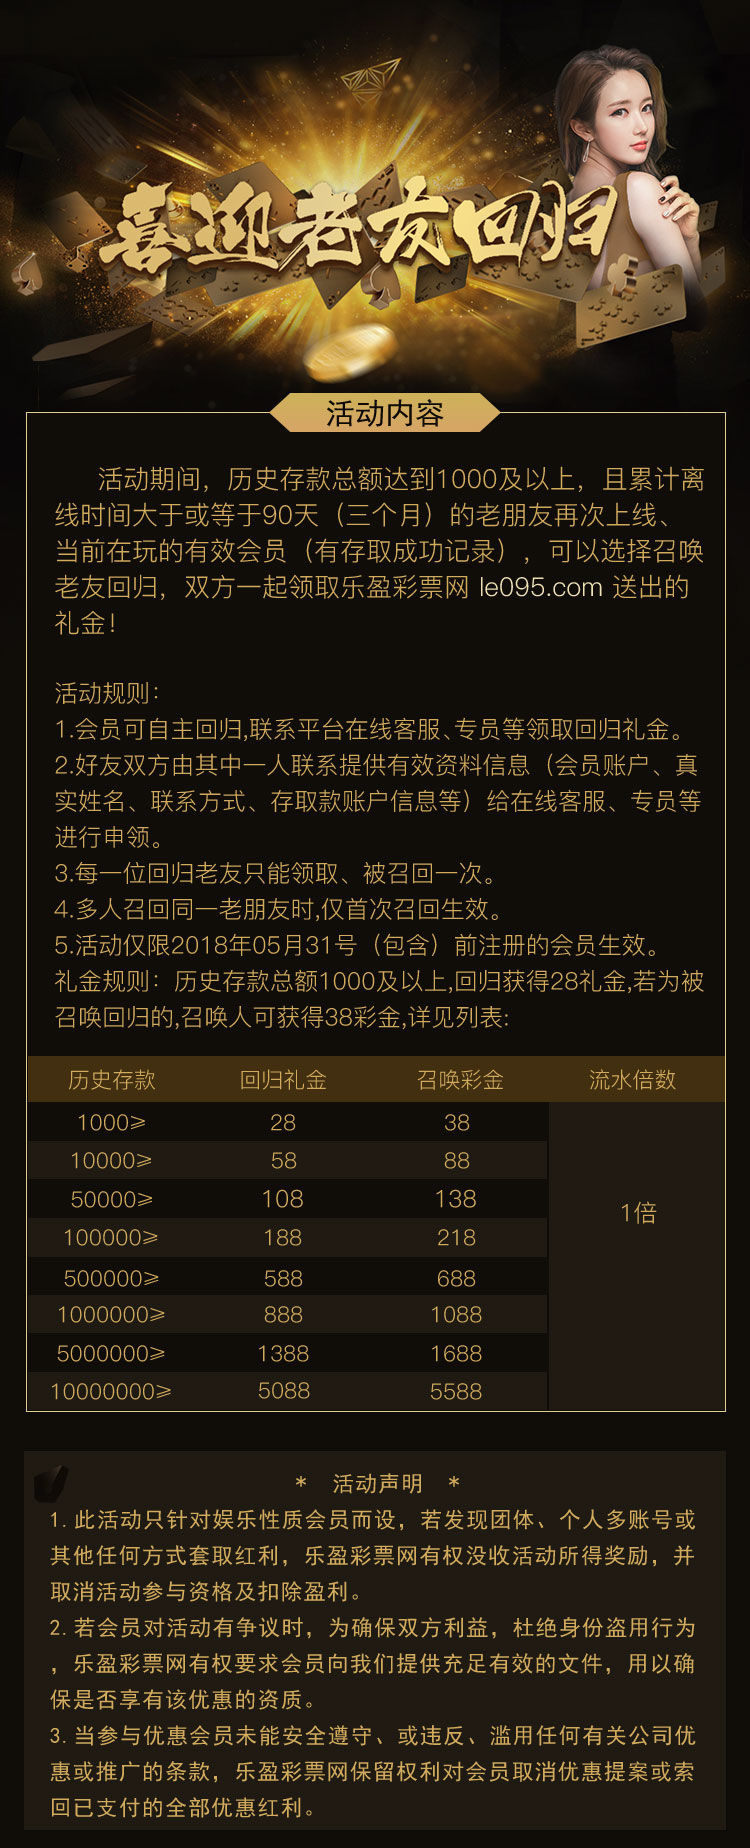 喜迎老友回归
活动内容
活动期间，历史存款总额达到1000及以上，且累计离
线时间大于或等于90天（三个月）的老朋友再次上线、
当前在玩的有效会员（有存取成功记录），可以选择召唤
老友回归，双方一起领取乐盈彩票网 le095.com 送出的
礼金！
活动规则：
1.会员可自主回归,联系平台在线客服、专员等领取回归礼金。
2.好友双方由其中一人联系提供有效资料信息（会员账户、真
实姓名、联系方式、存取款账户信息等）给在线客服、专员等
进行申领。
3.每一位回归老友只能领取、被召回一次。
4.多人召回同一老朋友时,仅首次召回生效。
5.活动仅限2018年05月31号（包含）前注册的会员生效。
礼金规则：历史存款总额1000及以上,回归获得28礼金,若为被
召唤回归的,召唤人可获得38彩金,详见列表:
历史存款 回归礼金 召唤彩金 流水倍数
1000≥ 28 38
10000≥ 58 88
50000≥ 108 138
1倍
100000≥ 188 218
500000≥ 588 688
1000000≥ 888 1088
5000000≥ 1388 1688
10000000≥ 5088 5588
* 活动声明 *
1.此活动只针对娱乐性质会员而设，若发现团体、个人多账号或
其他任何方式套取红利，乐盈彩票网有权没收活动所得奖励，并
取消活动参与资格及扣除盈利。
2.若会员对活动有争议时，为确保双方利益，杜绝身份盗用行为
，乐盈彩票网有权要求会员向我们提供充足有效的文件，用以确
保是否享有该优惠的资质。
3.当参与优惠会员未能安全遵守、或违反、滥用任何有关公司优
惠或推广的条款，乐盈彩票网保留权利对会员取消优惠提案或索
回已支付的全部优惠红利。